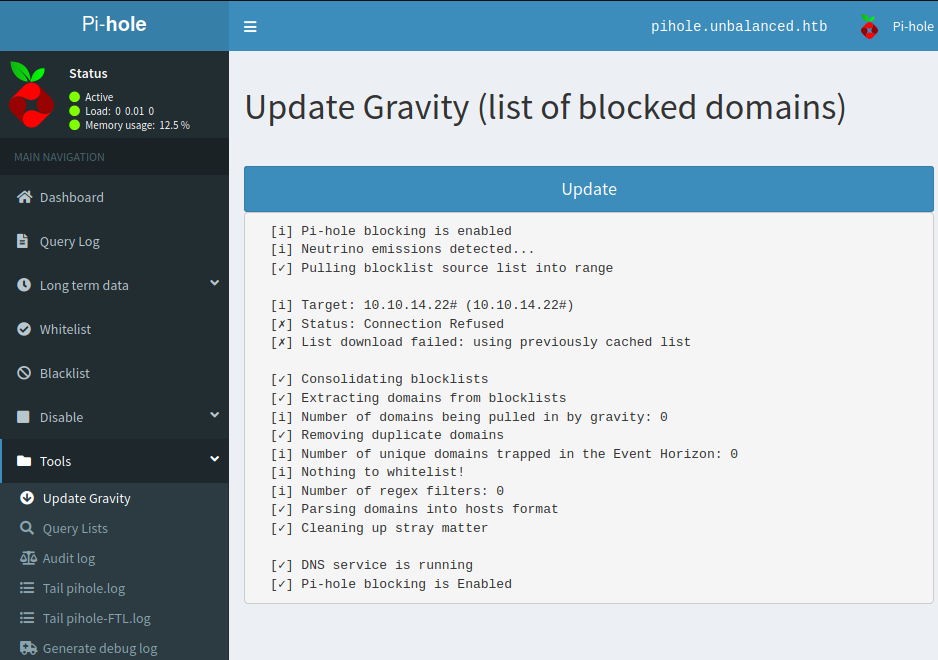 Pi-hole
pihole.unbalanced.htb
Pi-hole
Status
Active
Load: 0 0.01 0
Memory usage: 12.5 %
MAIN NAVIGATION
Dashboard
Query Log
Long term data
Whitelist
Blacklist
Disable
Tools
Update Gravity
Query Lists
Audit log
Tail pihole.log
Tail pihole-FTL.log
Generate debug log
Update Gravity (list of blocked domains)
Update
[i] Pi-hole blocking is enabled
[i] Neutrino emissions detected...
[✓] Pulling blocklist source list into range
[i] Target: 10.10.14.22# (10.10.14.22#)
[✗] Status: Connection Refused
[✗] List download failed: using previously cached list
[✓] Consolidating blocklists
[✓] Extracting domains from blocklists
[i] Number of domains being pulled in by gravity: 0
[✓] Removing duplicate domains
[i] Number of unique domains trapped in the Event Horizon: 0
[i] Nothing to whitelist!
[i] Number of regex filters: 0
[✓] Parsing domains into hosts format
[✓] Cleaning up stray matter
[✓] DNS service is running
[✓] Pi-hole blocking is Enabled